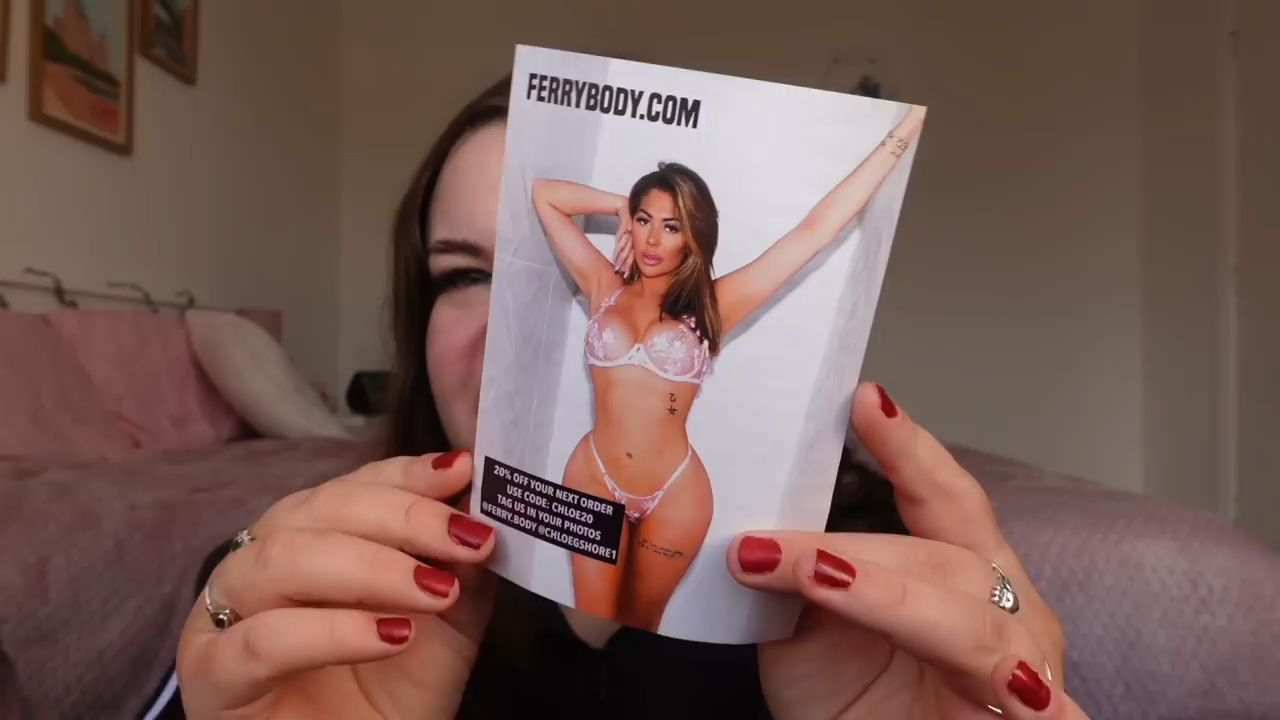 FERRYBODY.COM
20% OFF YOUR NEXT ORDER
USE CODE: CHLOE20
TAG US IN YOUR PHOTOS
@FERRY.BODY @CHLOEGSHORE1